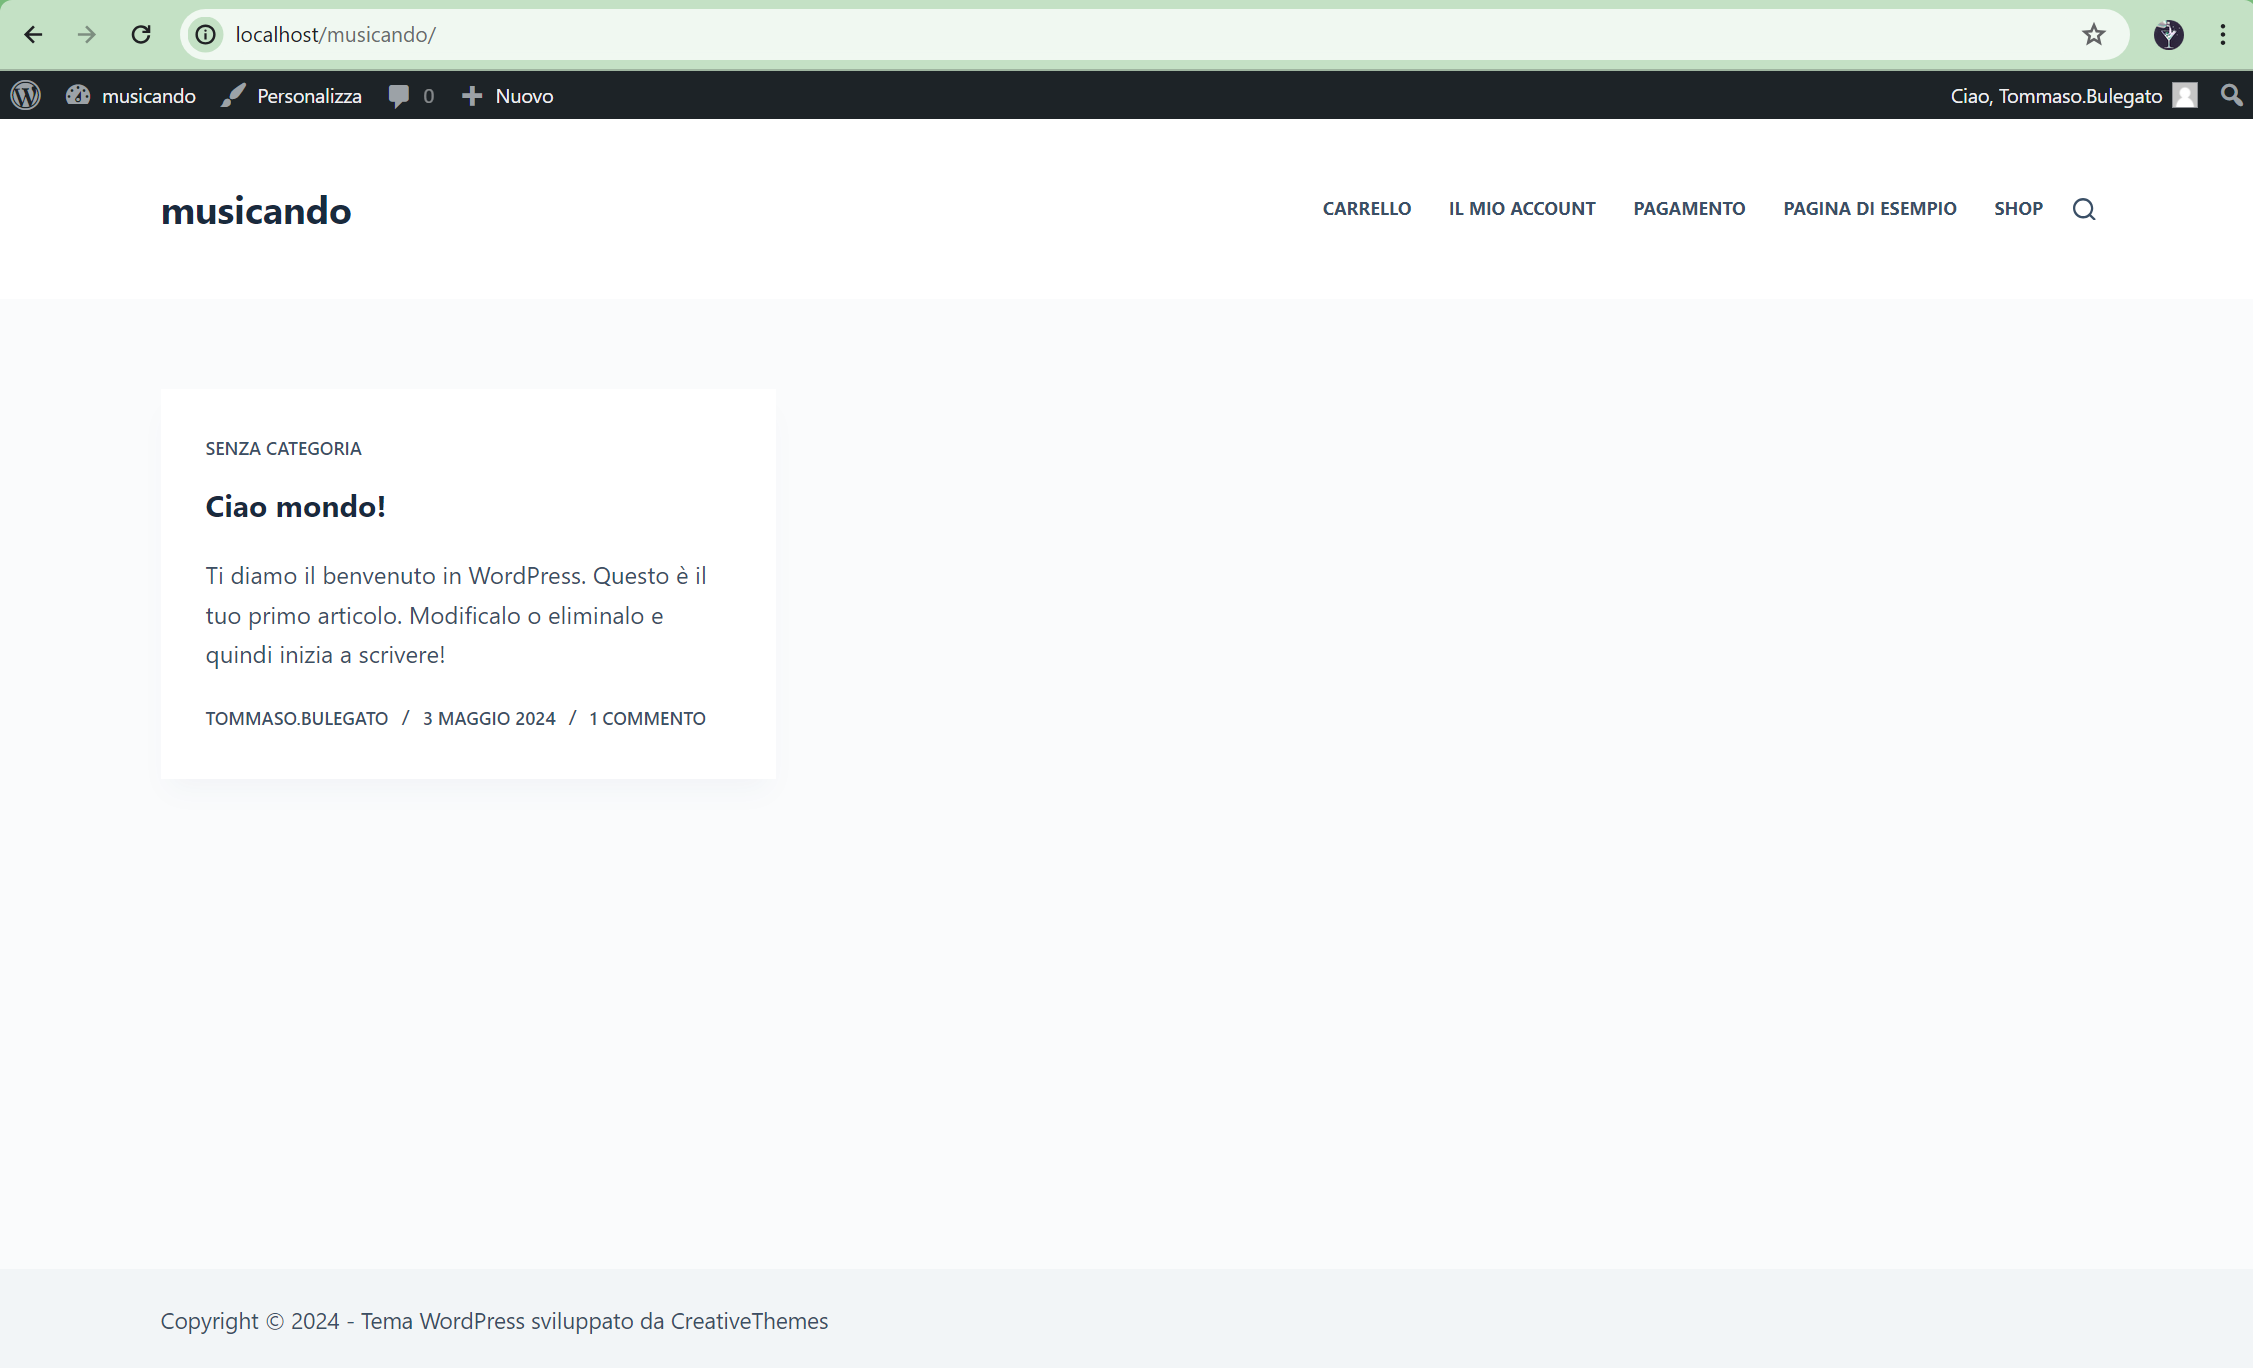 localhost/musicando/
musicando Personalizza 0 Nuovo Ciao, Tommaso.Bulegato
musicando CARRELLO IL MIO ACCOUNT PAGAMENTO PAGINA DI ESEMPIO SHOP
SENZA CATEGORIA
Ciao mondo!
Ti diamo il benvenuto in WordPress. Questo è il
tuo primo articolo. Modificalo o eliminalo e
quindi inizia a scrivere!
TOMMASO.BULEGATO / 3 MAGGIO 2024 / 1 COMMENTO
Copyright © 2024 - Tema WordPress sviluppato da CreativeThemes